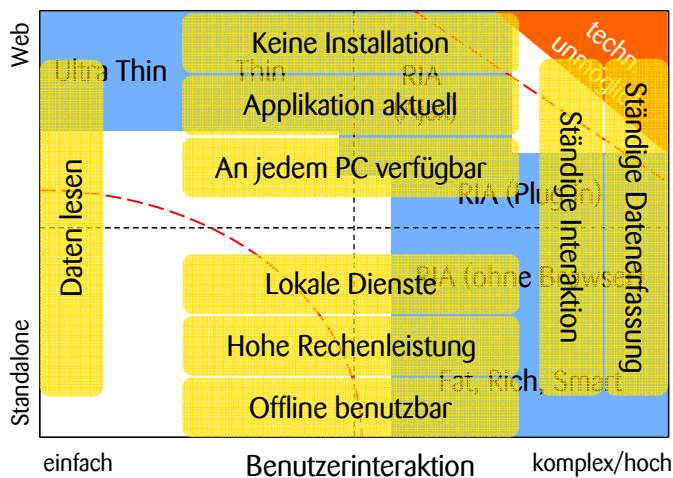 Web
Standalone
Keine Installation
techn.
unmöglich
Ultra Thin
Thin
RIA
(Ajax)
Applikation aktuell
An jedem PC verfügbar
Daten lesen
Ständige Interaktion
Ständige Datenerfassung
RIA (Plugin)
Lokale Dienste
RIA (ohne Browser)
Hohe Rechenleistung
Fat, Rich, Smart
Offline benutzbar
einfach
Benutzerinteraktion
komplex/hoch